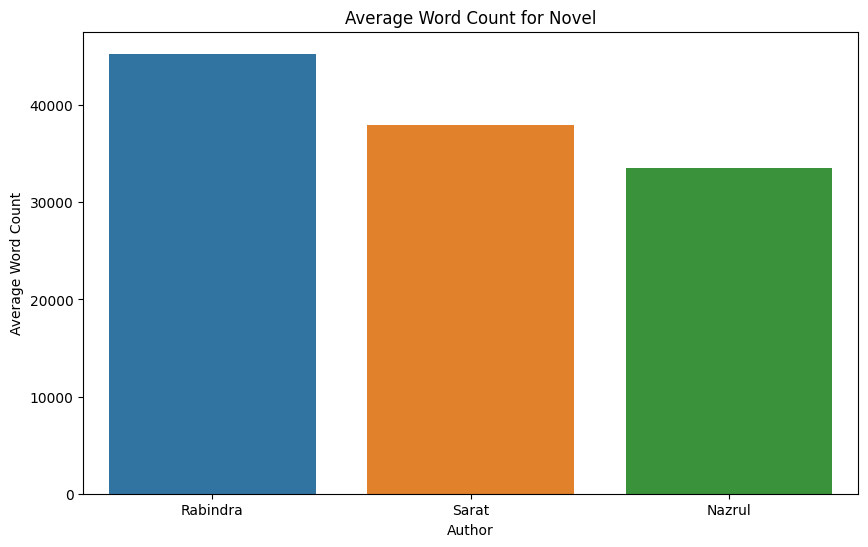 Average Word Count for Novel
Average Word Count
40000
30000
20000
10000
0
Rabindra
Sarat
Nazrul
Author